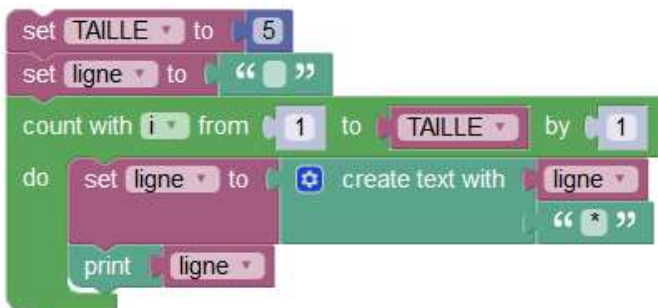 set TAILLE to 5
set ligne to “ ”
count with i from 1 to TAILLE by 1
do set ligne to create text with ligne
“ * ”
print ligne